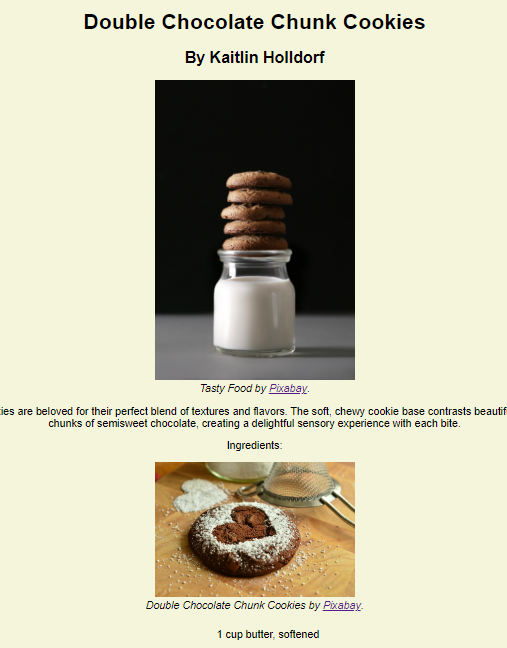 Double Chocolate Chunk Cookies
By Kaitlin Holldorf
Tasty Food by Pixabay.
are beloved for their perfect blend of textures and flavors. The soft, chewy cookie base contrasts
chunks of semisweet chocolate, creating a delightful sensory experience with each bite.
Ingredients:
Double Chocolate Chunk Cookies by Pixabay.
1 cup butter, softened